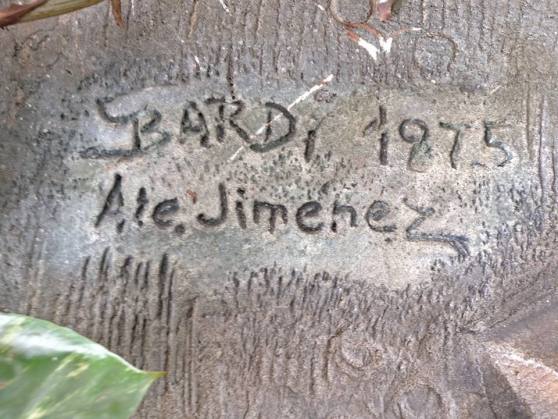 BARDi 1975
Ate. Jimenez